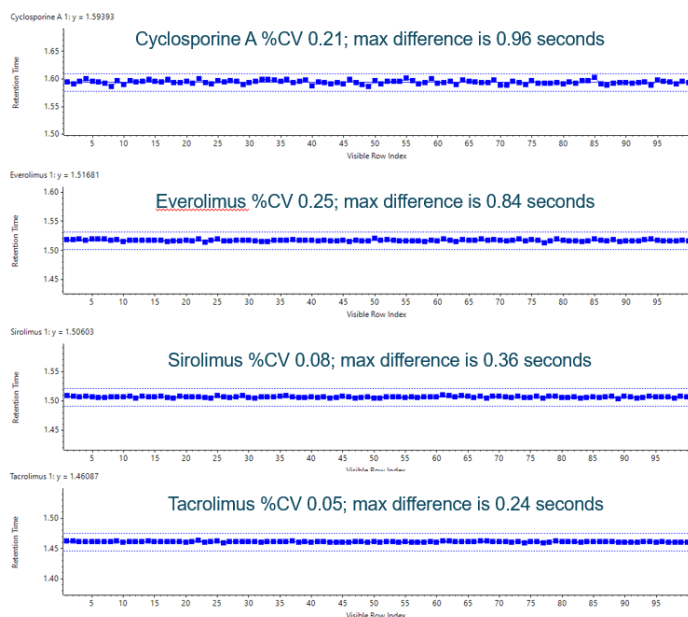 Cyclosporine A 1: y = 1.59393
Cyclosporine A %CV 0.21; max difference is 0.96 seconds
Retention Time
1.65
1.60
1.55
1.50
5 10 15 20 25 30 35 40 45 50 55 60 65 70 75 80 85 90 95
Visible Row Index
Everolimus 1: y = 1.51681
Everolimus %CV 0.25; max difference is 0.84 seconds
Retention Time
1.60
1.55
1.50
1.45
5 10 15 20 25 30 35 40 45 50 55 60 65 70 75 80 85 90 95
Visible Row Index
Sirolimus 1: y = 1.50603
Sirolimus %CV 0.08; max difference is 0.36 seconds
Retention Time
1.55
1.50
1.45
5 10 15 20 25 30 35 40 45 50 55 60 65 70 75 80 85 90 95
Visible Row Index
Tacrolimus 1: y = 1.46087
Tacrolimus %CV 0.05; max difference is 0.24 seconds
Retention Time
1.50
1.45
1.40
5 10 15 20 25 30 35 40 45 50 55 60 65 70 75 80 85 90 95
Visible Row Index